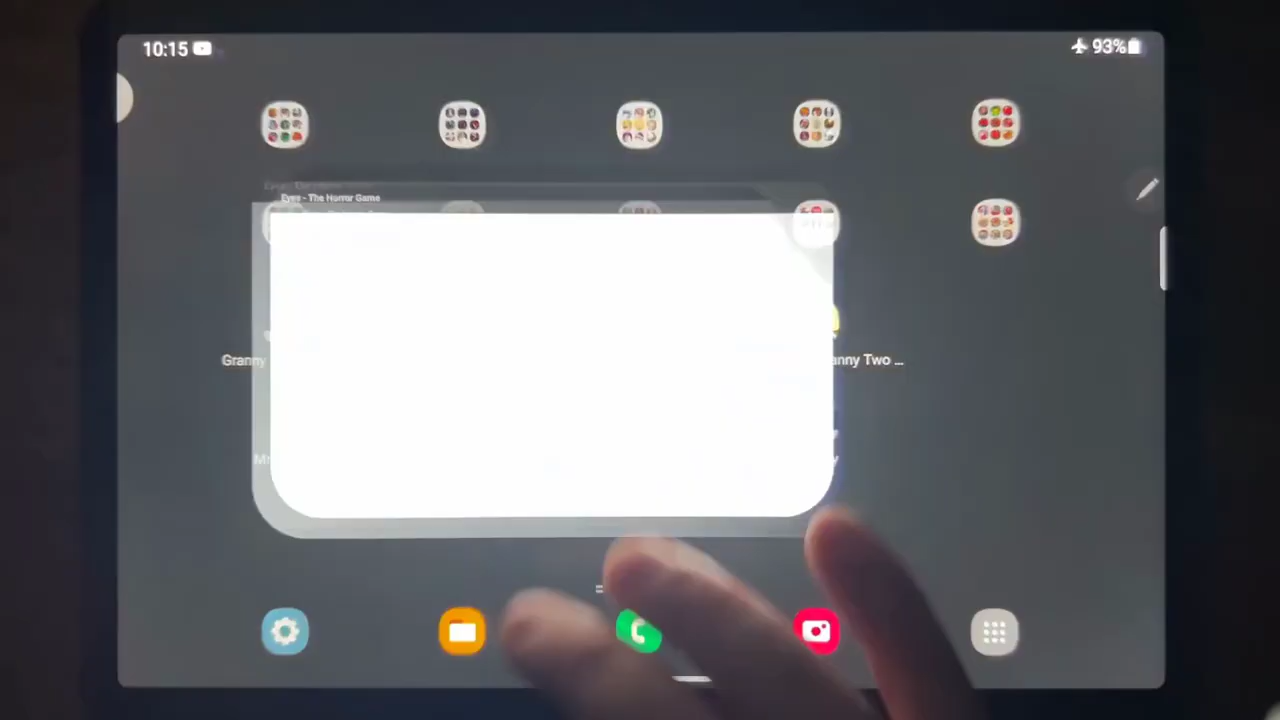 10:15
93%
Eyes - The Horror Game
Granny
anny Two ...